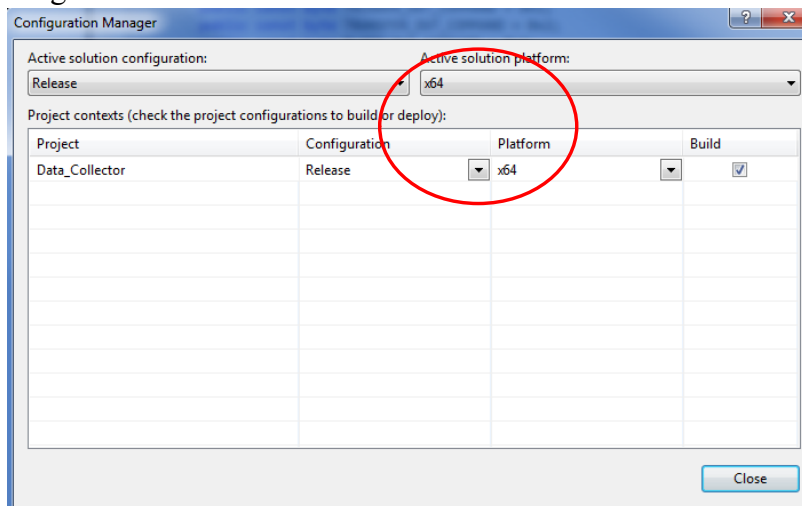 Configuration Manager
Active solution configuration: Active solution platform:
Release x64
Project contexts (check the project configurations to build or deploy):
Project Configuration Platform Build
Data_Collector Release x64
Close